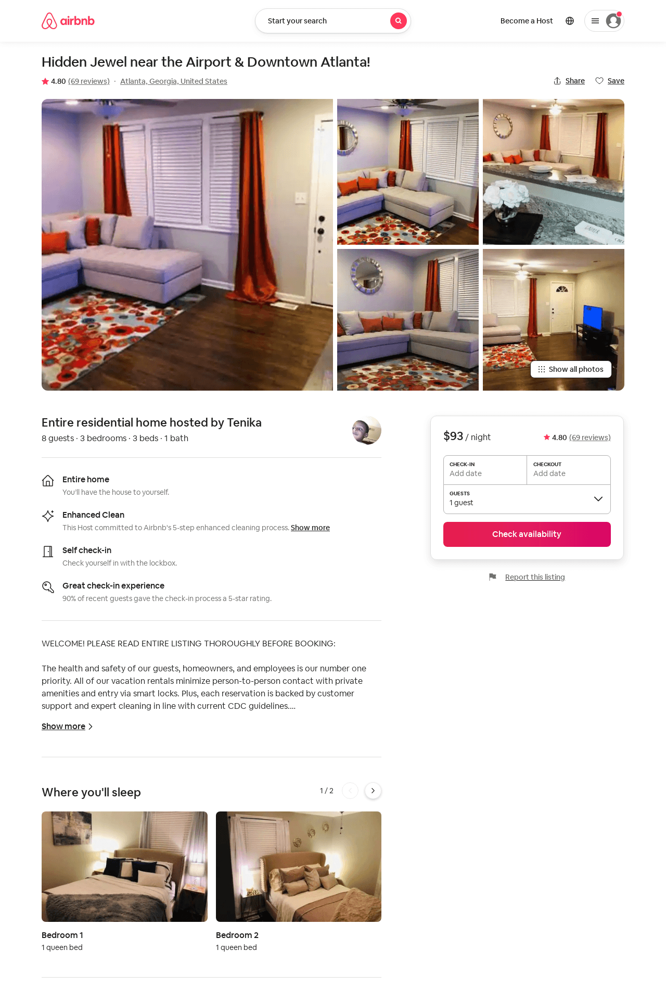 airbnb
Start your search
Become a Host
Hidden Jewel near the Airport & Downtown Atlanta!
4.80 (69 reviews) · Atlanta, Georgia, United States
Share
Save
Show all photos
Entire residential home hosted by Tenika
8 guests · 3 bedrooms · 3 beds · 1 bath
$93 / night
4.80 (69 reviews)
CHECK-IN
Add date
CHECKOUT
Add date
GUESTS
1 guest
Check availability
Report this listing
Entire home
You’ll have the house to yourself.
Enhanced Clean
This Host committed to Airbnb's 5-step enhanced cleaning process. Show more
Self check-in
Check yourself in with the lockbox.
Great check-in experience
90% of recent guests gave the check-in process a 5-star rating.
WELCOME! PLEASE READ ENTIRE LISTING THOROUGHLY BEFORE BOOKING:
The health and safety of our guests, homeowners, and employees is our number one
priority. All of our vacation rentals minimize person-to-person contact with private
amenities and entry via smart locks. Plus, each reservation is backed by customer
support and expert cleaning in line with current CDC guidelines.…
Show more
Where you'll sleep
1 / 2
Bedroom 1
1 queen bed
Bedroom 2
1 queen bed